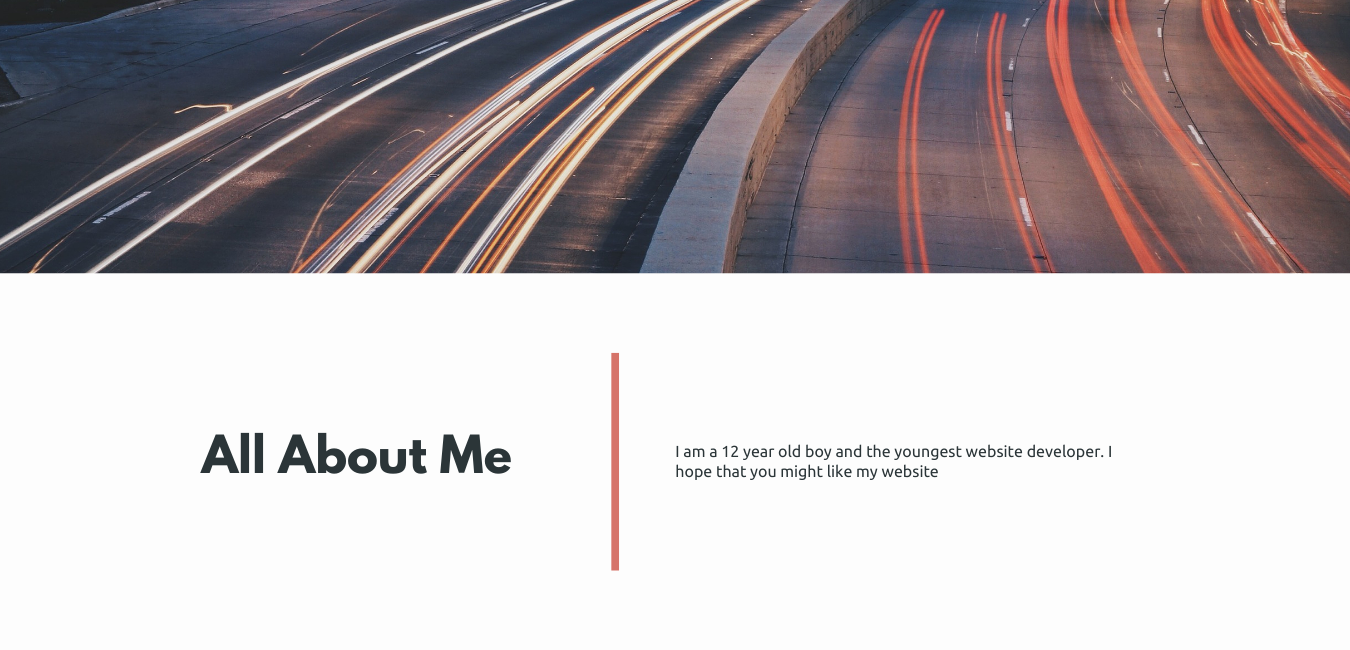 All About Me
I am a 12 year old boy and the youngest website developer. I
hope that you might like my website